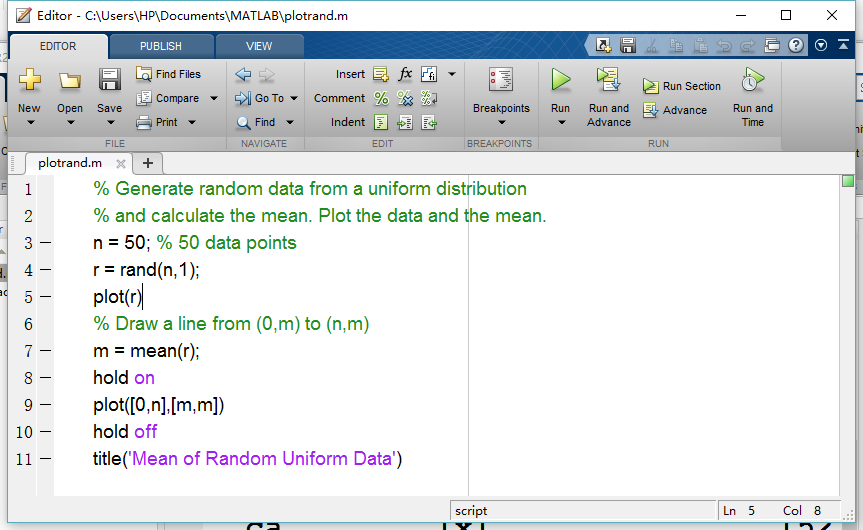 Editor - C:\Users\HP\Documents\MATLAB\plotrand.m
EDITOR PUBLISH VIEW
New Open Save
Find Files
Compare
Print
FILE
Go To
Find
NAVIGATE
Insert fx
Comment
Indent
EDIT
Breakpoints
BREAKPOINTS
Run
Run and Advance
Run Section
Advance
Run and Time
RUN
plotrand.m
1 % Generate random data from a uniform distribution
2 % and calculate the mean. Plot the data and the mean.
3 – n = 50; % 50 data points
4 – r = rand(n,1);
5 – plot(r)
6 % Draw a line from (0,m) to (n,m)
7 – m = mean(r);
8 – hold on
9 – plot([0,n],[m,m])
10 – hold off
11 – title('Mean of Random Uniform Data')
script Ln 5 Col 8